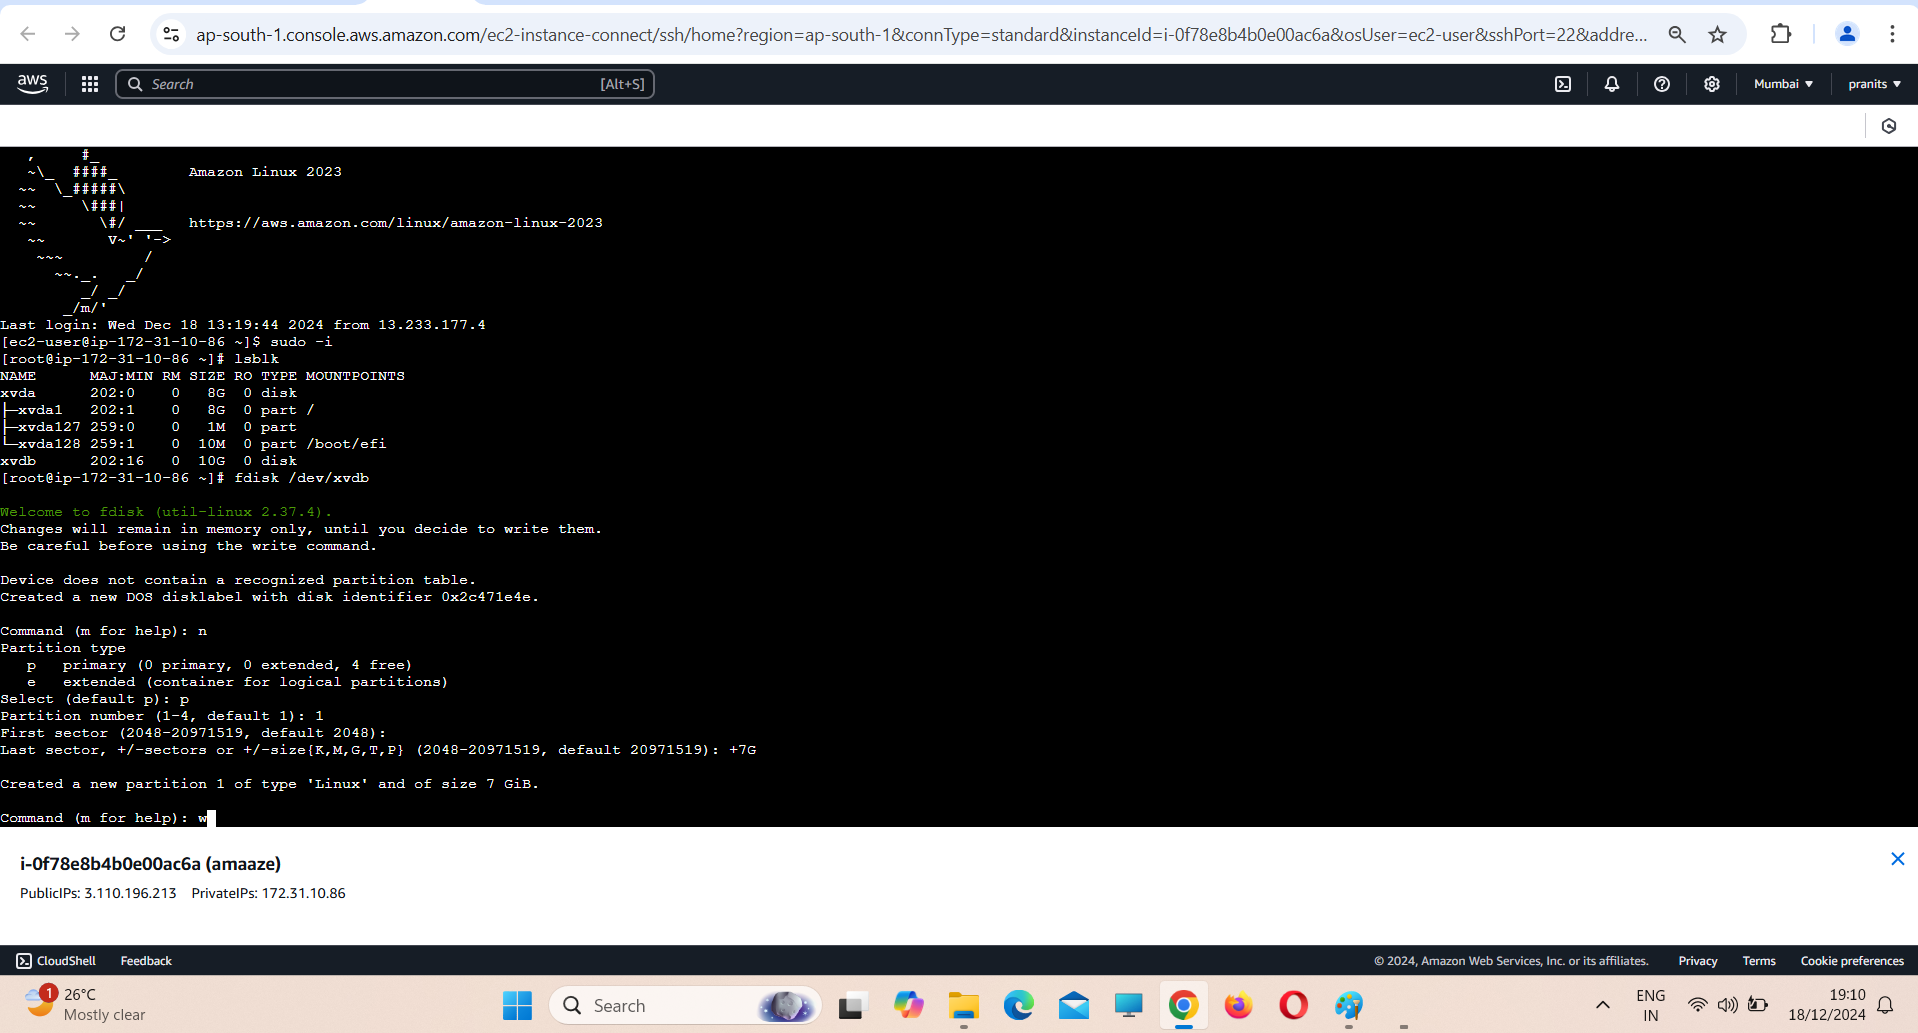 ap-south-1.console.aws.amazon.com/ec2-instance-connect/ssh/home?region=ap-south-1&connType=standard&instanceId=i-0f78e8b4b0e00ac6a&osUser=ec2-user&sshPort=22&addre...
aws
Search [Alt+S]
Mumbai
pranits
      ,     #_
   ~\_  ####_        Amazon Linux 2023
  ~~  \_#####\
  ~~     \###|
  ~~       \#/ ___   https://aws.amazon.com/linux/amazon-linux-2023
   ~~       V~' '->
    ~~~         /
      ~~._.   _/
         _/ _/
       _/m/'
Last login: Wed Dec 18 13:19:44 2024 from 13.233.177.4
[ec2-user@ip-172-31-10-86 ~]$ sudo -i
[root@ip-172-31-10-86 ~]# lsblk
NAME      MAJ:MIN RM SIZE RO TYPE MOUNTPOINTS
xvda      202:0    0   8G  0 disk
├─xvda1   202:1    0   8G  0 part /
├─xvda127 259:0    0   1M  0 part
└─xvda128 259:1    0  10M  0 part /boot/efi
xvdb      202:16   0  10G  0 disk
[root@ip-172-31-10-86 ~]# fdisk /dev/xvdb
Welcome to fdisk (util-linux 2.37.4).
Changes will remain in memory only, until you decide to write them.
Be careful before using the write command.
Device does not contain a recognized partition table.
Created a new DOS disklabel with disk identifier 0x2c471e4e.
Command (m for help): n
Partition type
   p   primary (0 primary, 0 extended, 4 free)
   e   extended (container for logical partitions)
Select (default p): p
Partition number (1-4, default 1): 1
First sector (2048-20971519, default 2048):
Last sector, +/-sectors or +/-size{K,M,G,T,P} (2048-20971519, default 20971519): +7G
Created a new partition 1 of type 'Linux' and of size 7 GiB.
Command (m for help): w
i-0f78e8b4b0e00ac6a (amaaze)
PublicIPs: 3.110.196.213 PrivateIPs: 172.31.10.86
CloudShell Feedback © 2024, Amazon Web Services, Inc. or its affiliates. Privacy Terms Cookie preferences
1
26°C
Mostly clear
Search
ENG
IN
19:10
18/12/2024